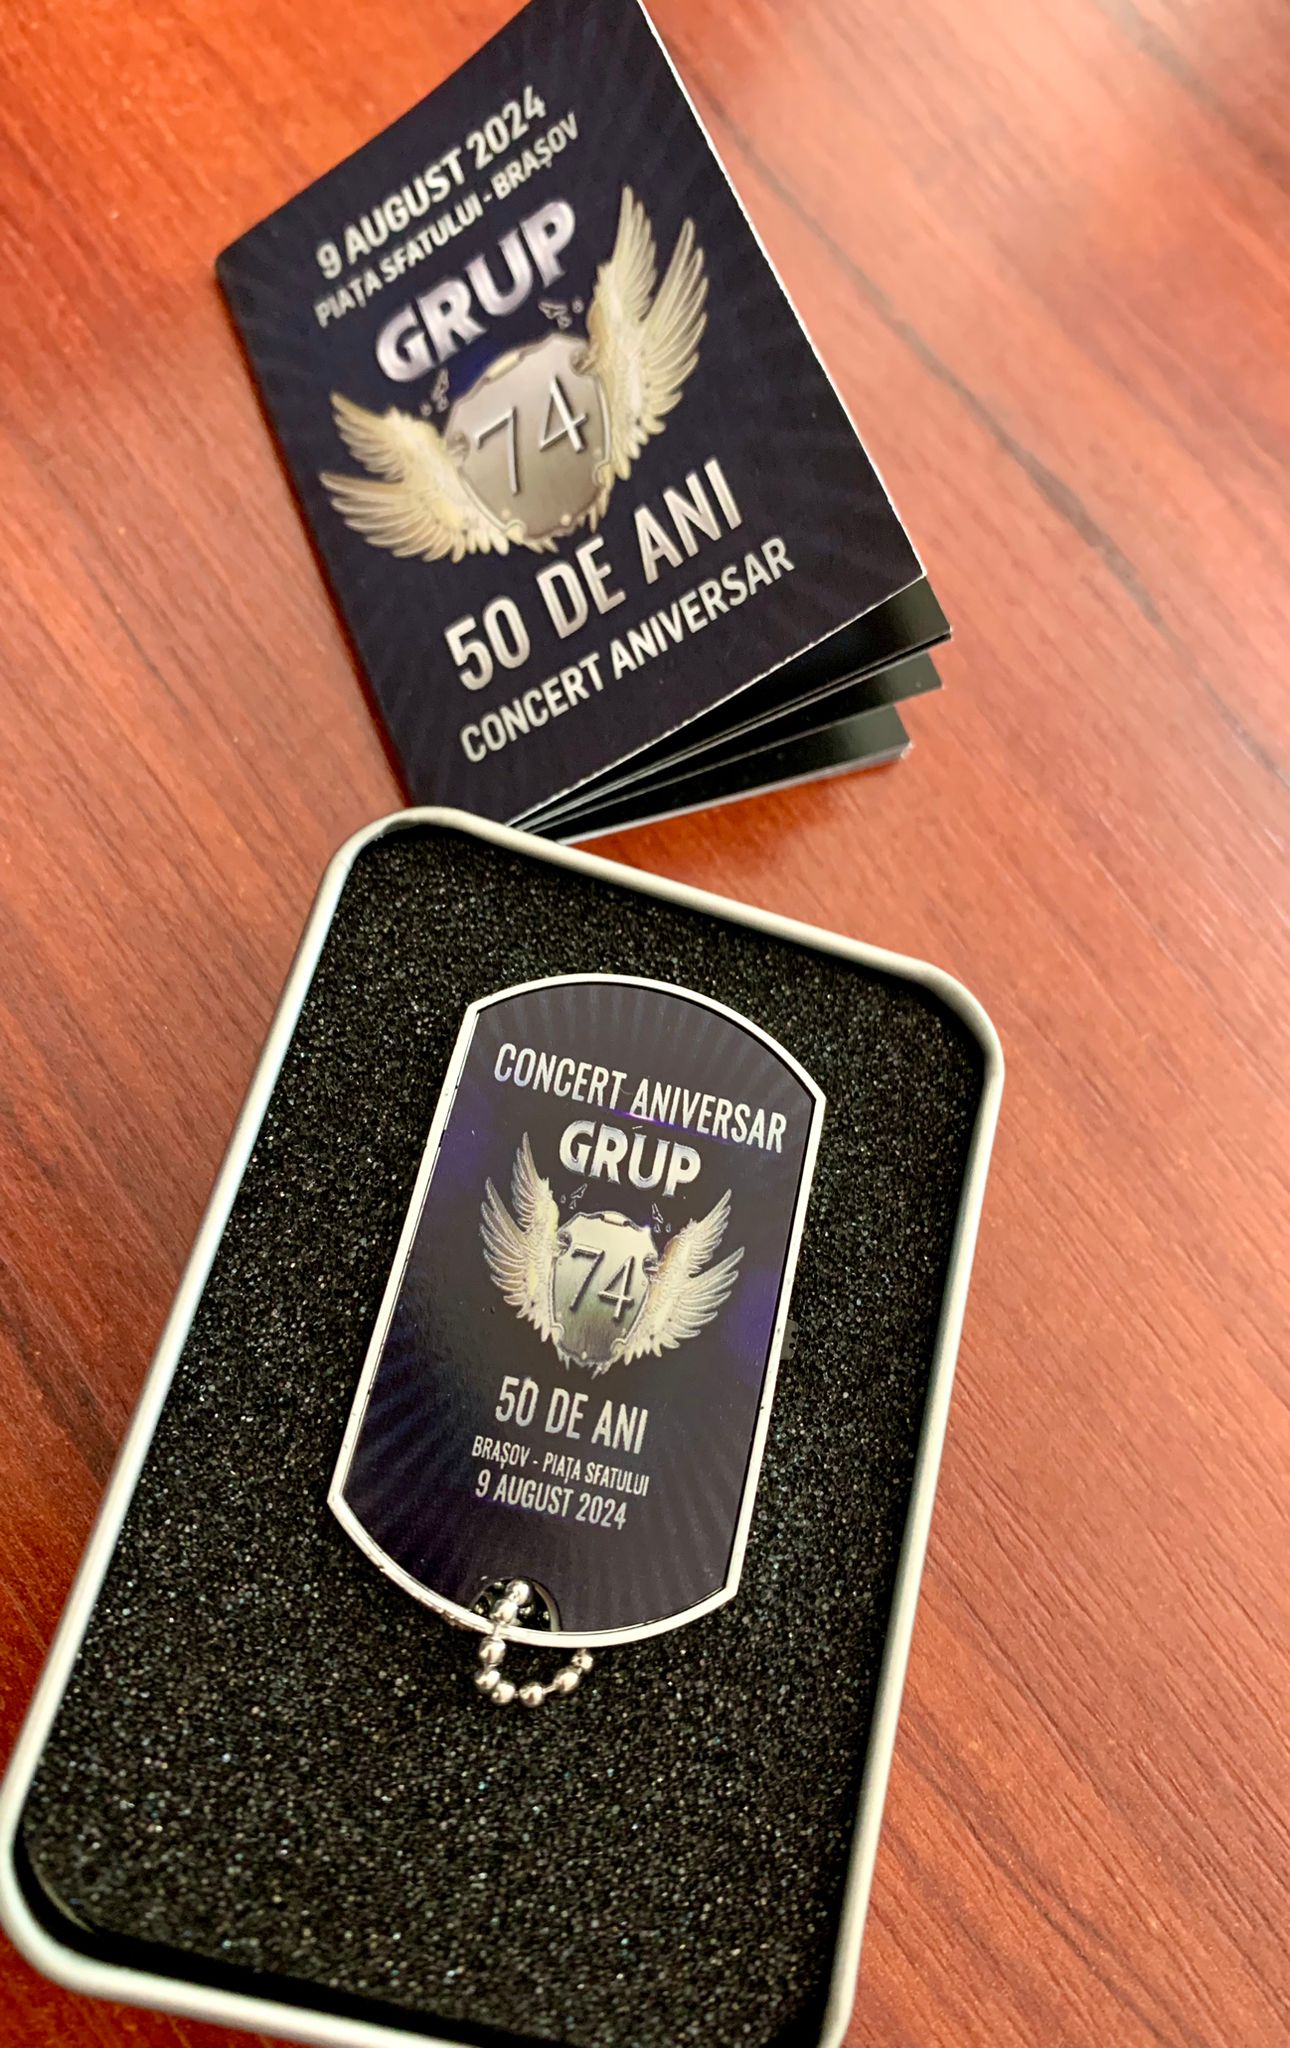 9 AUGUST 2024
PIAȚA SFATULUI - BRAȘOV
GRUP
74
50 DE ANI
CONCERT ANIVERSAR
CONCERT ANIVERSAR
GRUP
74
50 DE ANI
BRAȘOV - PIAȚA SFATULUI
9 AUGUST 2024